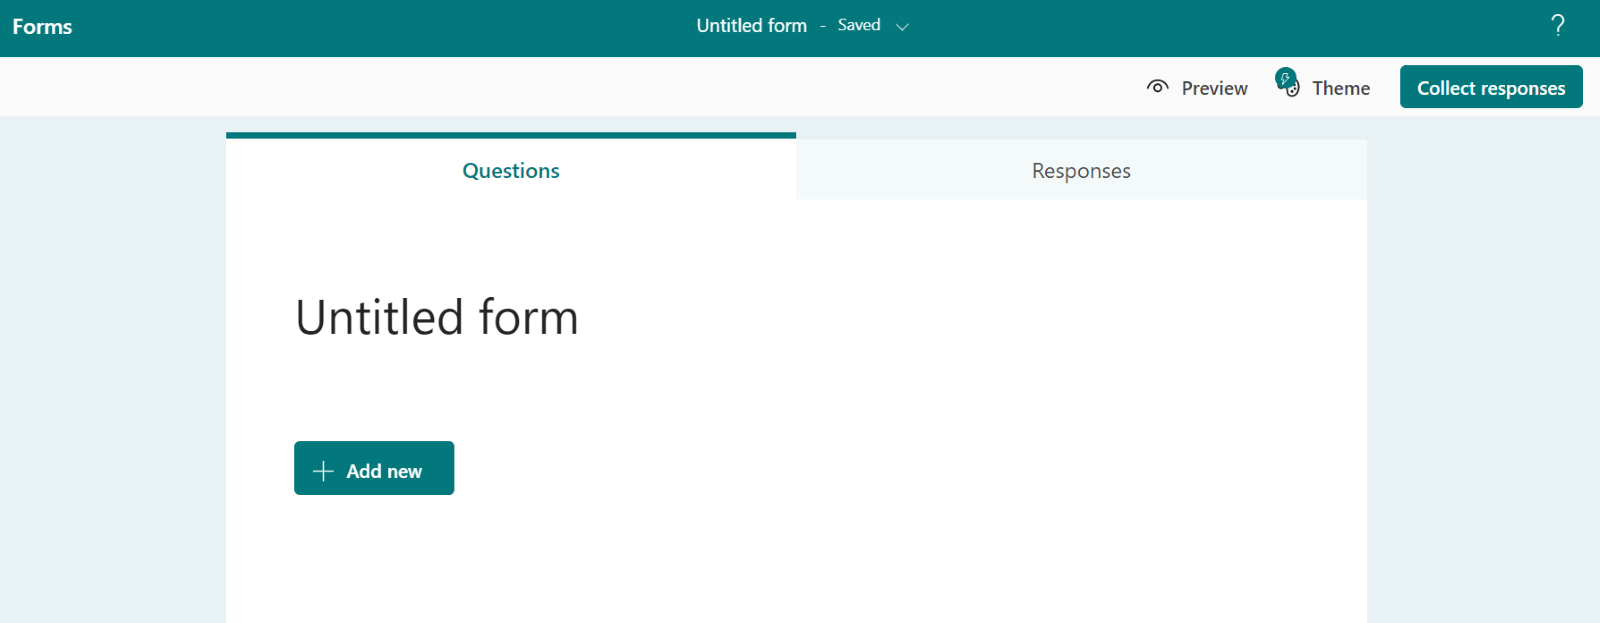 Forms
Untitled form - Saved
?
Preview
Theme
Collect responses
Questions
Responses
Untitled form
Add new